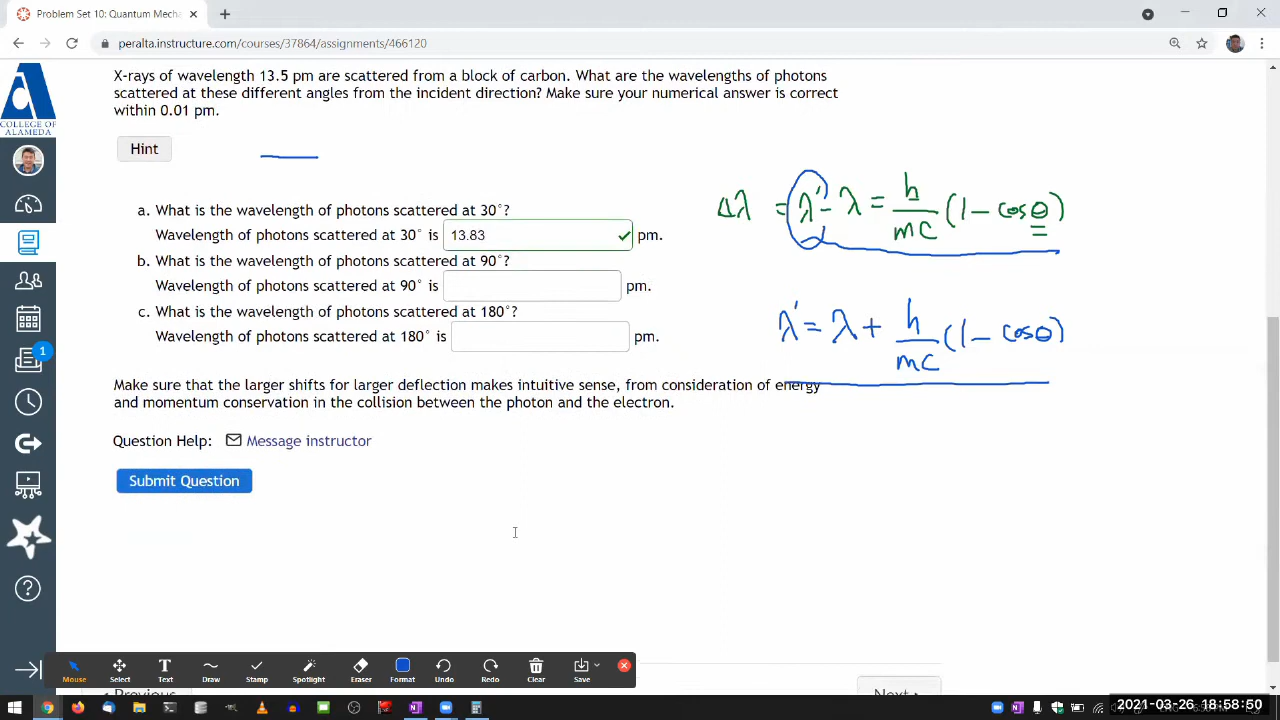 Problem Set 10: Quantum Mecha
peralta.instructure.com/courses/37864/assignments/466120
COLLEGE OF
ALAMEDA
X-rays of wavelength 13.5 pm are scattered from a block of carbon. What are the wavelengths of photons
scattered at these different angles from the incident direction? Make sure your numerical answer is correct
within 0.01 pm.
Hint
a. What is the wavelength of photons scattered at 30°?
Wavelength of photons scattered at 30° is 13.83 pm.
b. What is the wavelength of photons scattered at 90°?
Wavelength of photons scattered at 90° is pm.
c. What is the wavelength of photons scattered at 180°?
Wavelength of photons scattered at 180° is pm.
Δλ = λ' - λ = h/mc (1 - cosθ)
λ' = λ + h/mc (1 - cosθ)
Make sure that the larger shifts for larger deflection makes intuitive sense, from consideration of energy
and momentum conservation in the collision between the photon and the electron.
Question Help: Message instructor
Submit Question
1
Mouse Select Text Draw Stamp Spotlight Eraser Format Undo Redo Clear Save
Previous
Next
2021-03-26 18:58:50